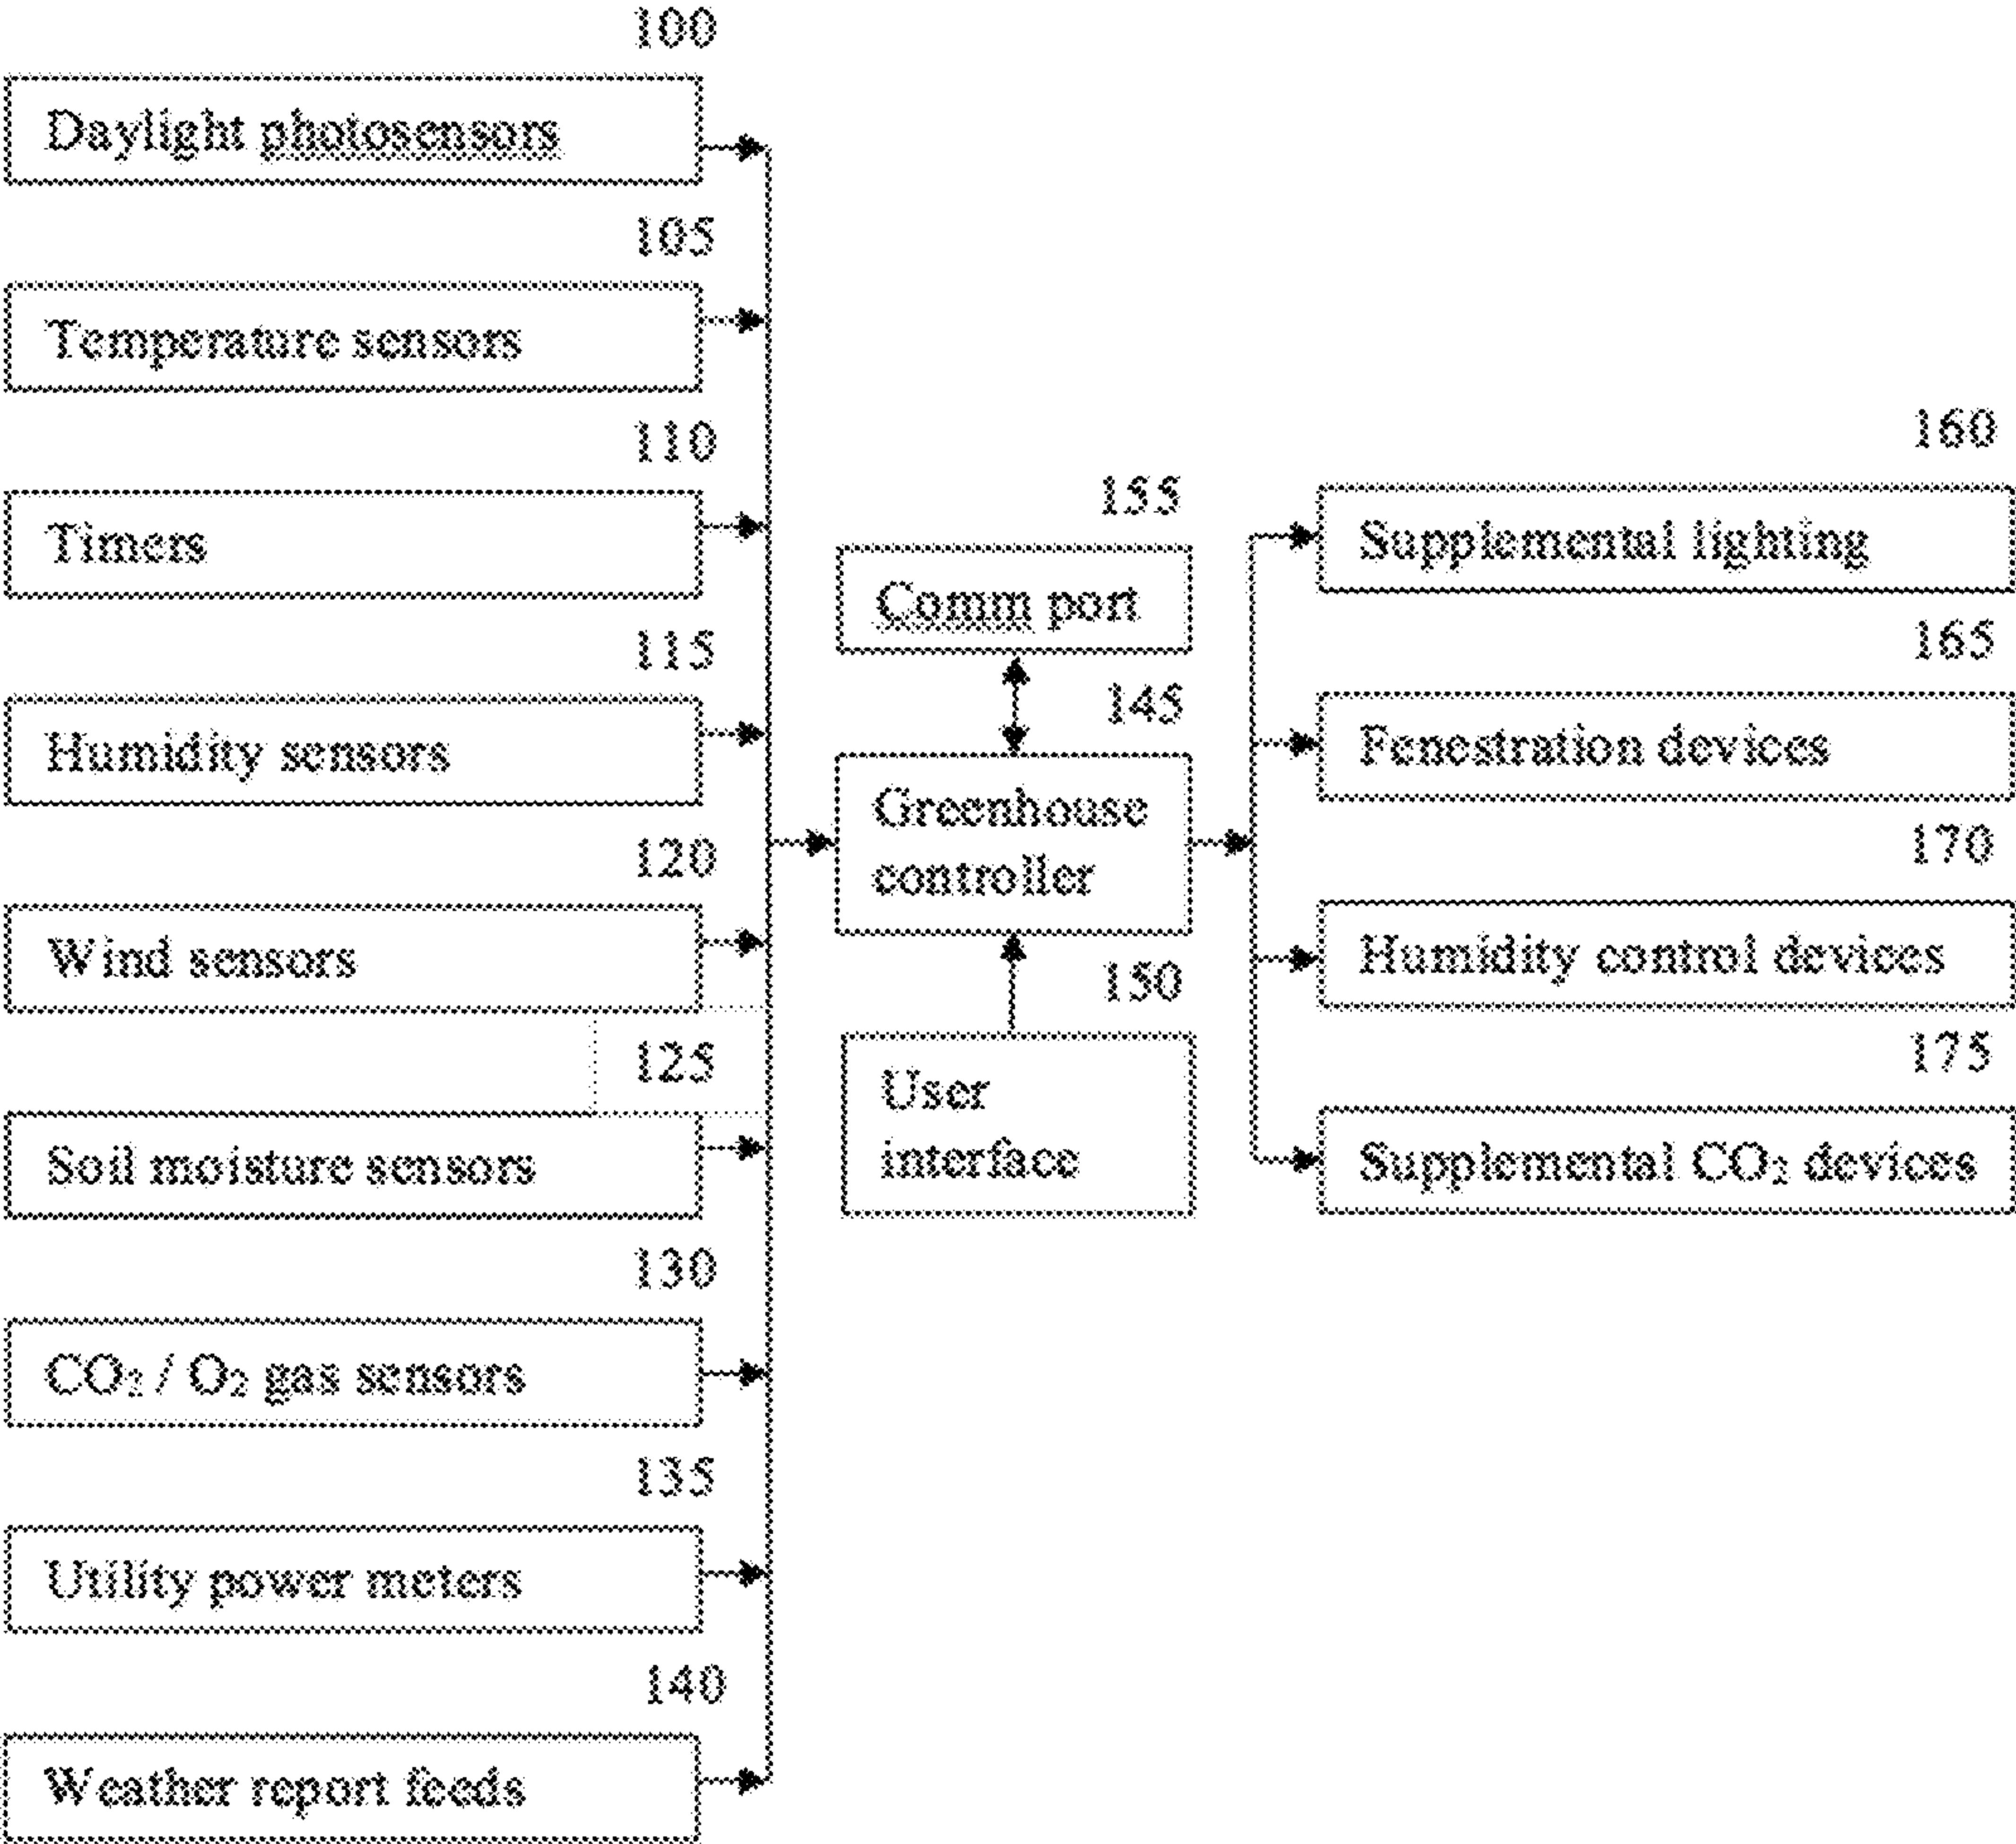 100
Daylight photosensors
105
Temperature sensors
110
Timers
115
Humidity sensors
120
Wind sensors
125
Soil moisture sensors
130
CO₂ / O₂ gas sensors
135
Utility power meters
140
Weather report feeds
155
Comm port
145
Greenhouse
controller
150
User
interface
160
Supplemental lighting
165
Fenestration devices
170
Humidity control devices
175
Supplemental CO₂ devices